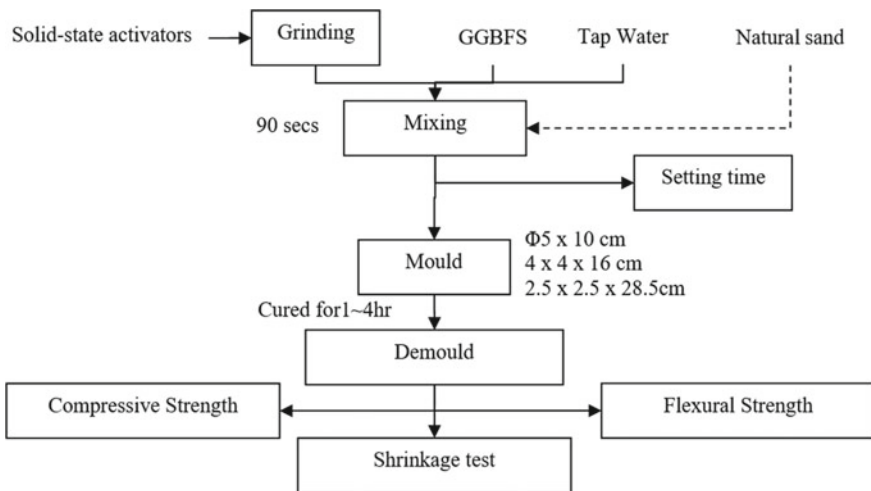 Solid-state activators
Grinding
GGBFS
Tap Water
Natural sand
90 secs
Mixing
Setting time
Mould
Φ5 x 10 cm
4 x 4 x 16 cm
2.5 x 2.5 x 28.5cm
Cured for1~4hr
Demould
Compressive Strength
Flexural Strength
Shrinkage test